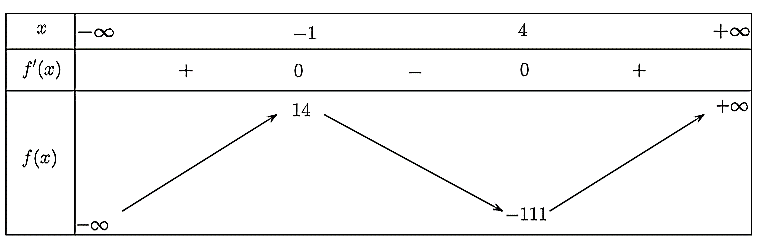 x −∞ −1 4 +∞
f′(x) + 0 − 0 +
14 +∞
f(x)
−∞ −111